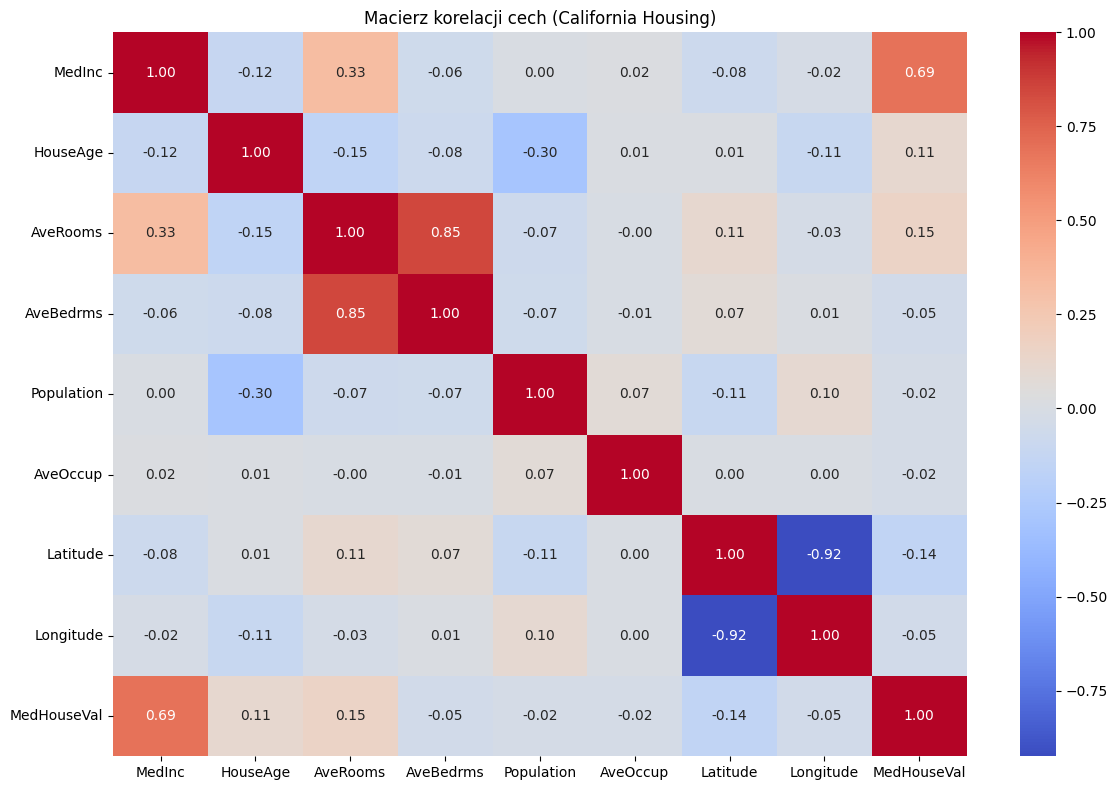 Macierz korelacji cech (California Housing)
MedInc 1.00 -0.12 0.33 -0.06 0.00 0.02 -0.08 -0.02 0.69
HouseAge -0.12 1.00 -0.15 -0.08 -0.30 0.01 0.01 -0.11 0.11
AveRooms 0.33 -0.15 1.00 0.85 -0.07 -0.00 0.11 -0.03 0.15
AveBedrms -0.06 -0.08 0.85 1.00 -0.07 -0.01 0.07 0.01 -0.05
Population 0.00 -0.30 -0.07 -0.07 1.00 0.07 -0.11 0.10 -0.02
AveOccup 0.02 0.01 -0.00 -0.01 0.07 1.00 0.00 0.00 -0.02
Latitude -0.08 0.01 0.11 0.07 -0.11 0.00 1.00 -0.92 -0.14
Longitude -0.02 -0.11 -0.03 0.01 0.10 0.00 -0.92 1.00 -0.05
MedHouseVal 0.69 0.11 0.15 -0.05 -0.02 -0.02 -0.14 -0.05 1.00
MedInc HouseAge AveRooms AveBedrms Population AveOccup Latitude Longitude MedHouseVal
1.00
0.75
0.50
0.25
0.00
−0.25
−0.50
−0.75